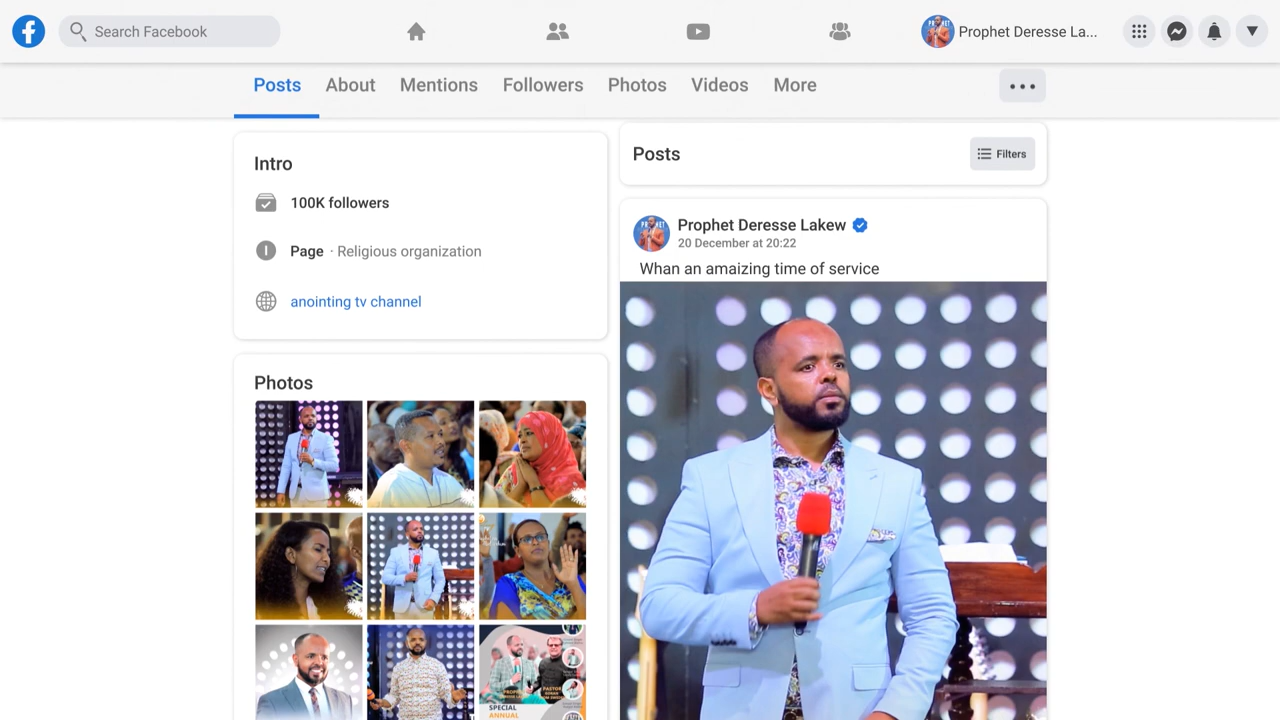 Search Facebook
Prophet Deresse La...
Posts
About
Mentions
Followers
Photos
Videos
More
Intro
100K followers
Page · Religious organization
anointing tv channel
Photos
SPECIAL
ANNUAL
Posts
Filters
Prophet Deresse Lakew
20 December at 20:22
Whan an amaizing time of service